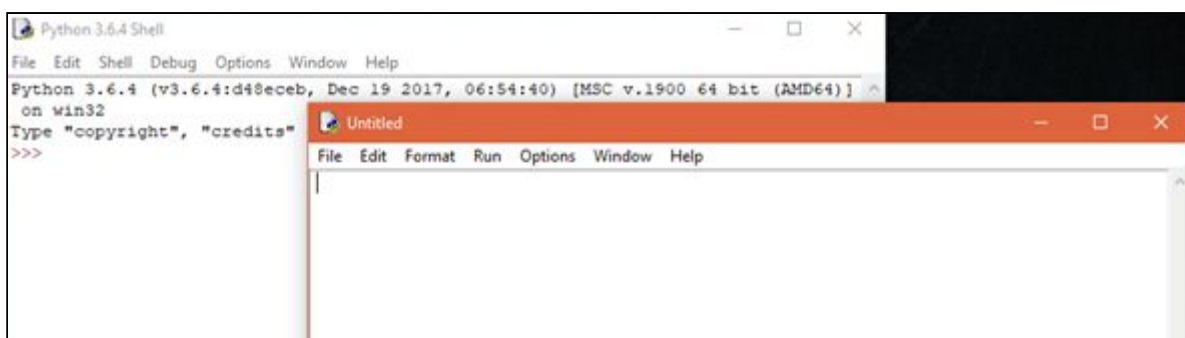 Python 3.6.4 Shell
File Edit Shell Debug Options Window Help
Python 3.6.4 (v3.6.4:d48eceb, Dec 19 2017, 06:54:40) [MSC v.1900 64 bit (AMD64)]
on win32
Type "copyright", "credits"
>>>
Untitled
File Edit Format Run Options Window Help